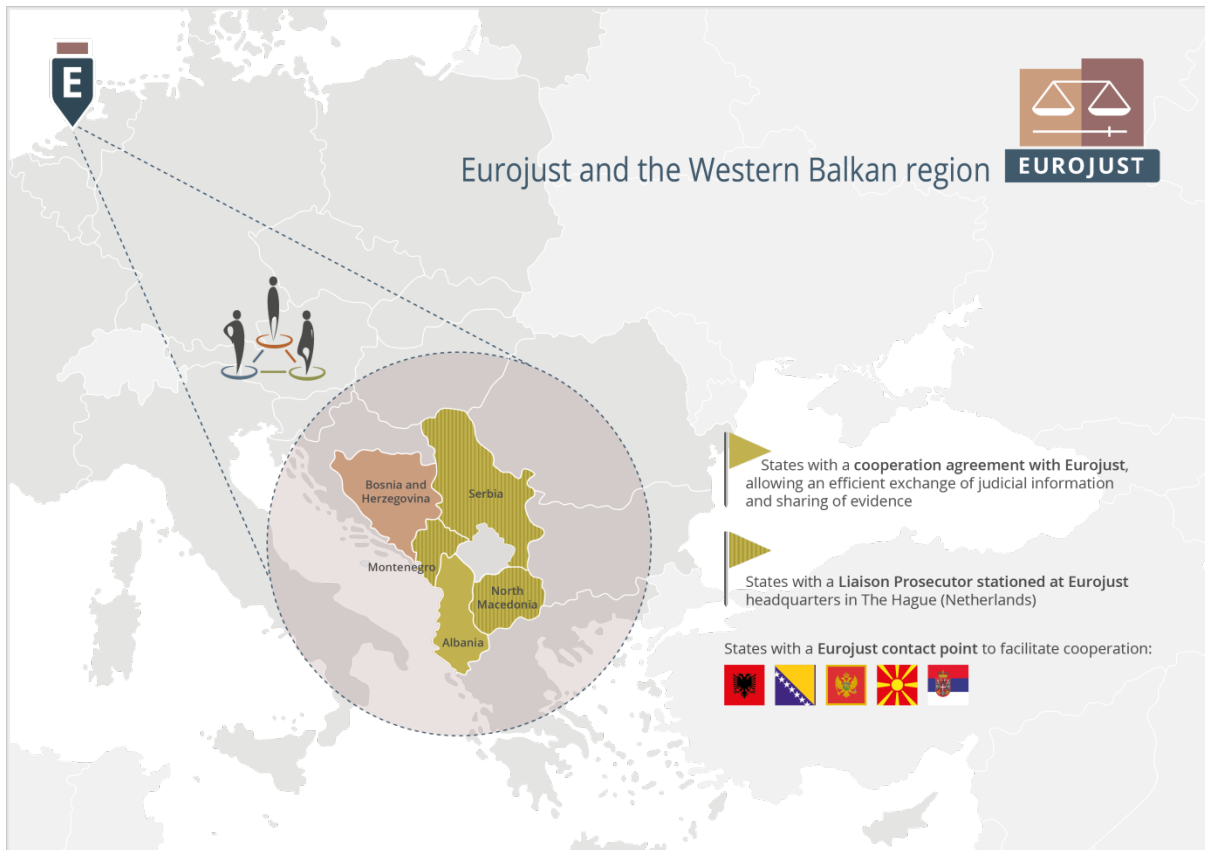 E
Eurojust and the Western Balkan region
EUROJUST
Bosnia and
Herzegovina
Serbia
Montenegro
North
Macedonia
Albania
States with a cooperation agreement with Eurojust,
allowing an efficient exchange of judicial information
and sharing of evidence
States with a Liaison Prosecutor stationed at Eurojust
headquarters in The Hague (Netherlands)
States with a Eurojust contact point to facilitate cooperation: